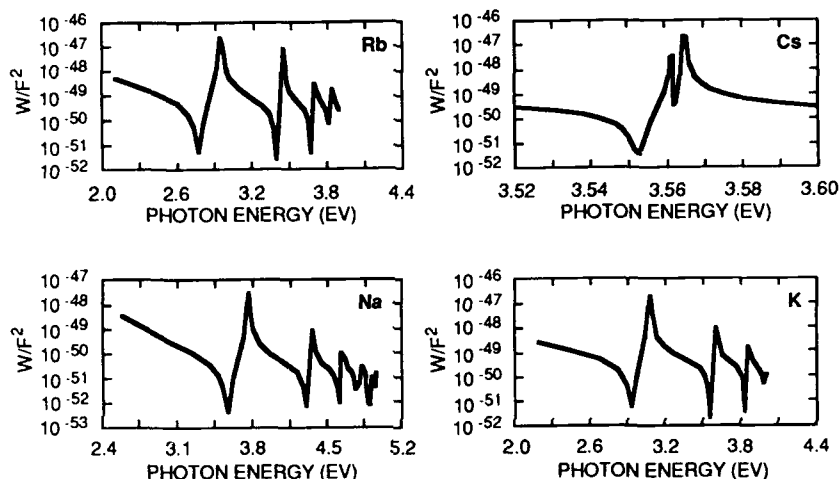 Rb
W/F²
10⁻⁴⁶
10⁻⁴⁷
10⁻⁴⁸
10⁻⁴⁹
10⁻⁵⁰
10⁻⁵¹
10⁻⁵²
2.0 2.6 3.2 3.8 4.4
PHOTON ENERGY (EV)
Cs
W/F²
10⁻⁴⁶
10⁻⁴⁷
10⁻⁴⁸
10⁻⁴⁹
10⁻⁵⁰
10⁻⁵¹
10⁻⁵²
3.52 3.54 3.56 3.58 3.60
PHOTON ENERGY (EV)
Na
W/F²
10⁻⁴⁷
10⁻⁴⁸
10⁻⁴⁹
10⁻⁵⁰
10⁻⁵¹
10⁻⁵²
10⁻⁵³
2.4 3.1 3.8 4.5 5.2
PHOTON ENERGY (EV)
K
W/F²
10⁻⁴⁶
10⁻⁴⁷
10⁻⁴⁸
10⁻⁴⁹
10⁻⁵⁰
10⁻⁵¹
10⁻⁵²
2.0 2.6 3.2 3.8 4.4
PHOTON ENERGY (EV)